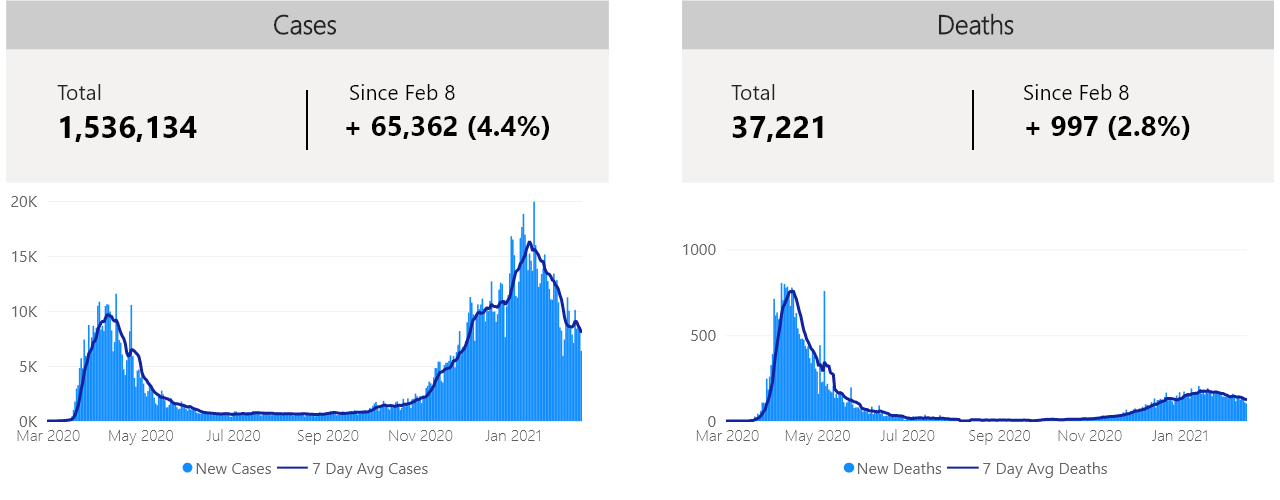 Cases
Total
Since Feb 8
1,536,134
+ 65,362 (4.4%)
20K
15K
10K
5K
0K
Mar 2020 May 2020 Jul 2020 Sep 2020 Nov 2020 Jan 2021
New Cases 7 Day Avg Cases
Deaths
Total
Since Feb 8
37,221
+ 997 (2.8%)
1000
500
0
Mar 2020 May 2020 Jul 2020 Sep 2020 Nov 2020 Jan 2021
New Deaths 7 Day Avg Deaths